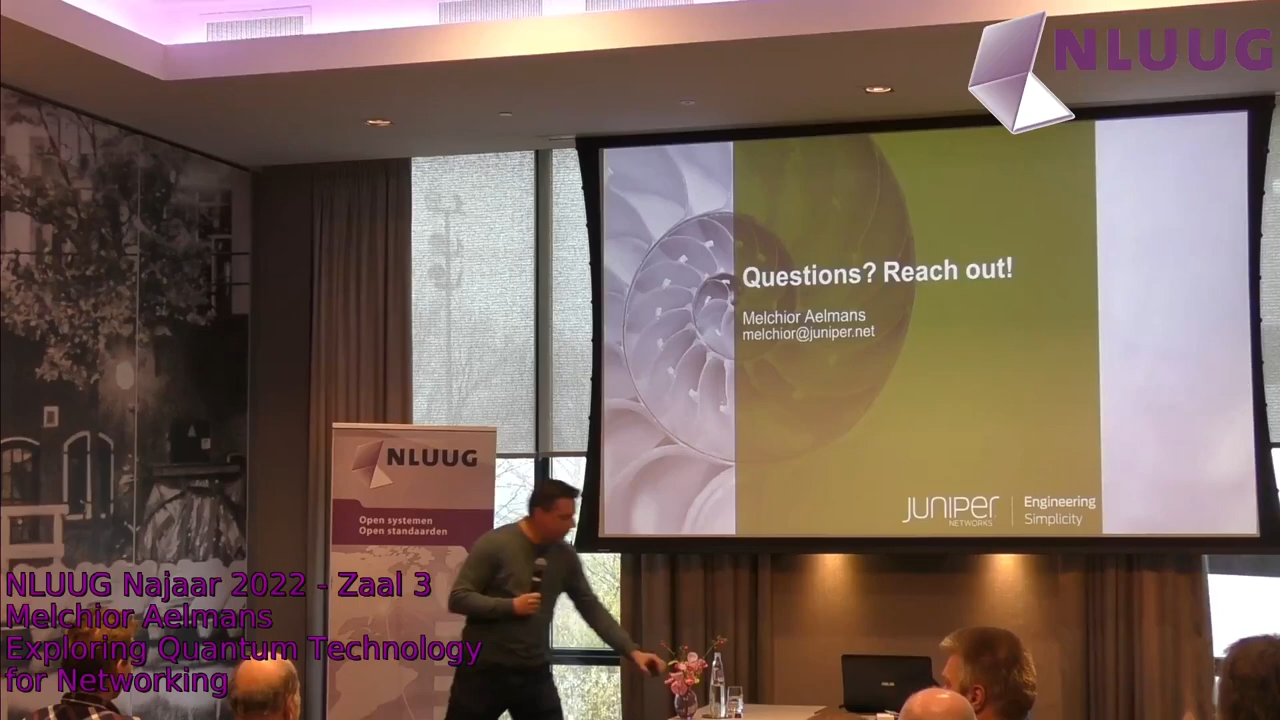 NLUUG
Questions? Reach out!
Melchior Aelmans
melchior@juniper.net
JUNIPER
NETWORKS
Engineering
Simplicity
NLUUG
Open systemen
Open standaarden
NLUUG Najaar 2022 - Zaal 3
Melchior Aelmans
Exploring Quantum Technology
for Networking
ASUS